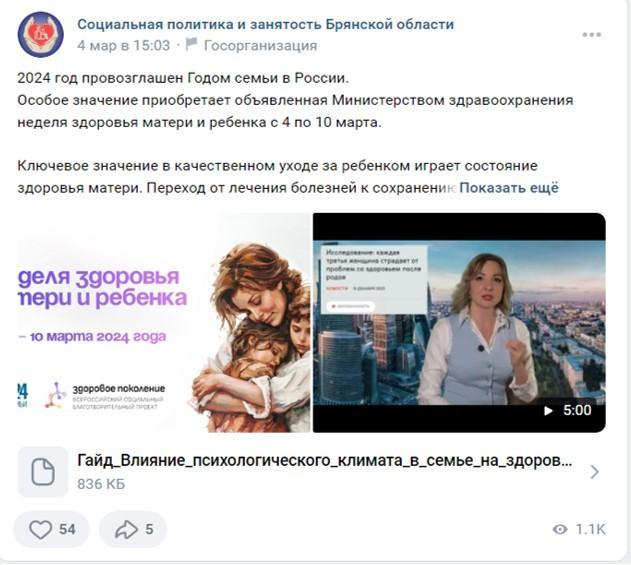 Социальная политика и занятость Брянской области
4 мар в 15:03 · Госорганизация
2024 год провозглашен Годом семьи в России.
Особое значение приобретает объявленная Министерством здравоохранения
неделя здоровья матери и ребенка с 4 по 10 марта.
Ключевое значение в качественном уходе за ребенком играет состояние
здоровья матери. Переход от лечения болезней к сохранению Показать ещё
деля здоровья
тери и ребенка
– 10 марта 2024 года
здоровое поколение
ВСЕРОССИЙСКИЙ СОЦИАЛЬНЫЙ
БЛАГОТВОРИТЕЛЬНЫЙ ПРОЕКТ
Исследование: каждая
третья женщина страдает от
проблем со здоровьем после
родов
НОВОСТИ
5:00
Гайд_Влияние_психологического_климата_в_семье_на_здоров...
836 КБ
54
5
1.1K